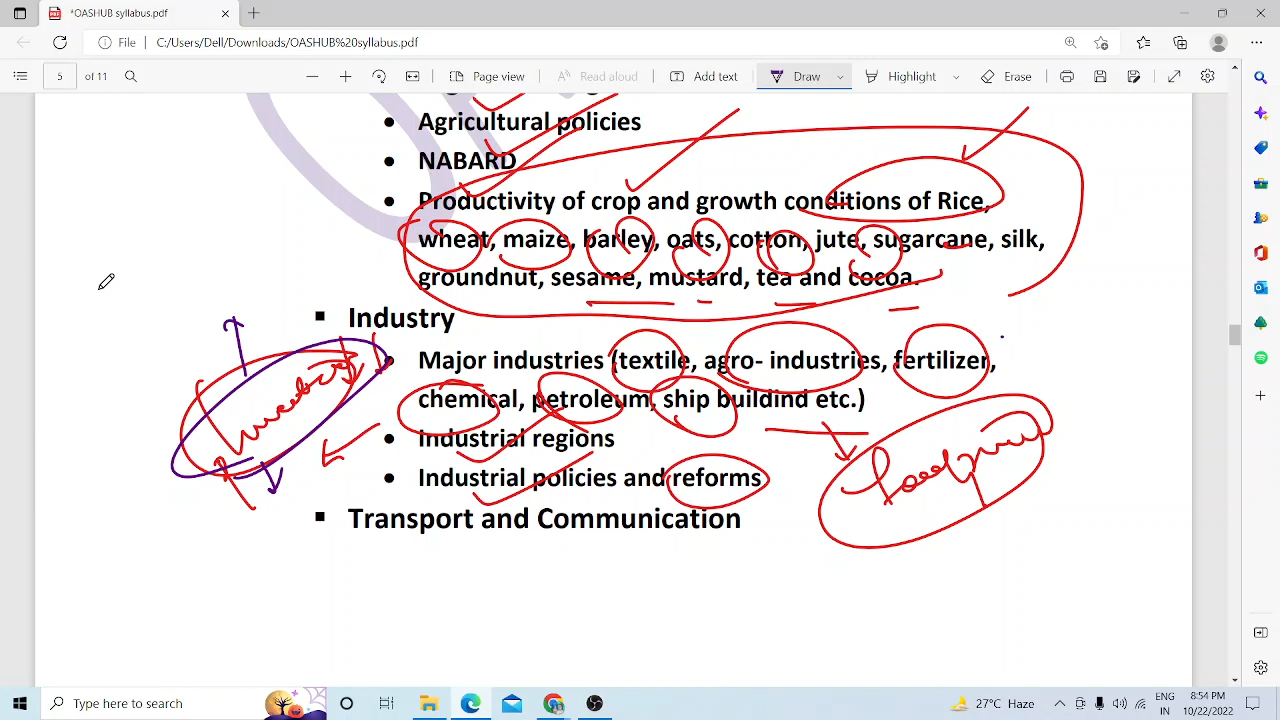 *OASHUB syllabus.pdf
File
C:/Users/Dell/Downloads/OASHUB%20syllabus.pdf
5 of 11
Page view
Read aloud
Add text
Draw
Highlight
Erase
• Agricultural policies
• NABARD
• Productivity of crop and growth conditions of Rice,
wheat, maize, barley, oats, cotton, jute, sugarcane, silk,
groundnut, sesame, mustard, tea and cocoa.
▪ Industry
• Major industries (textile, agro- industries, fertilizer,
chemical, petroleum, ship buildind etc.)
• Industrial regions
• Industrial policies and reforms
▪ Transport and Communication
Type here to search
27°C Haze
ENG
IN
8:54 PM
10/22/2022